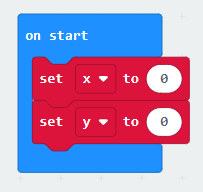 on start
set x to 0
set y to 0